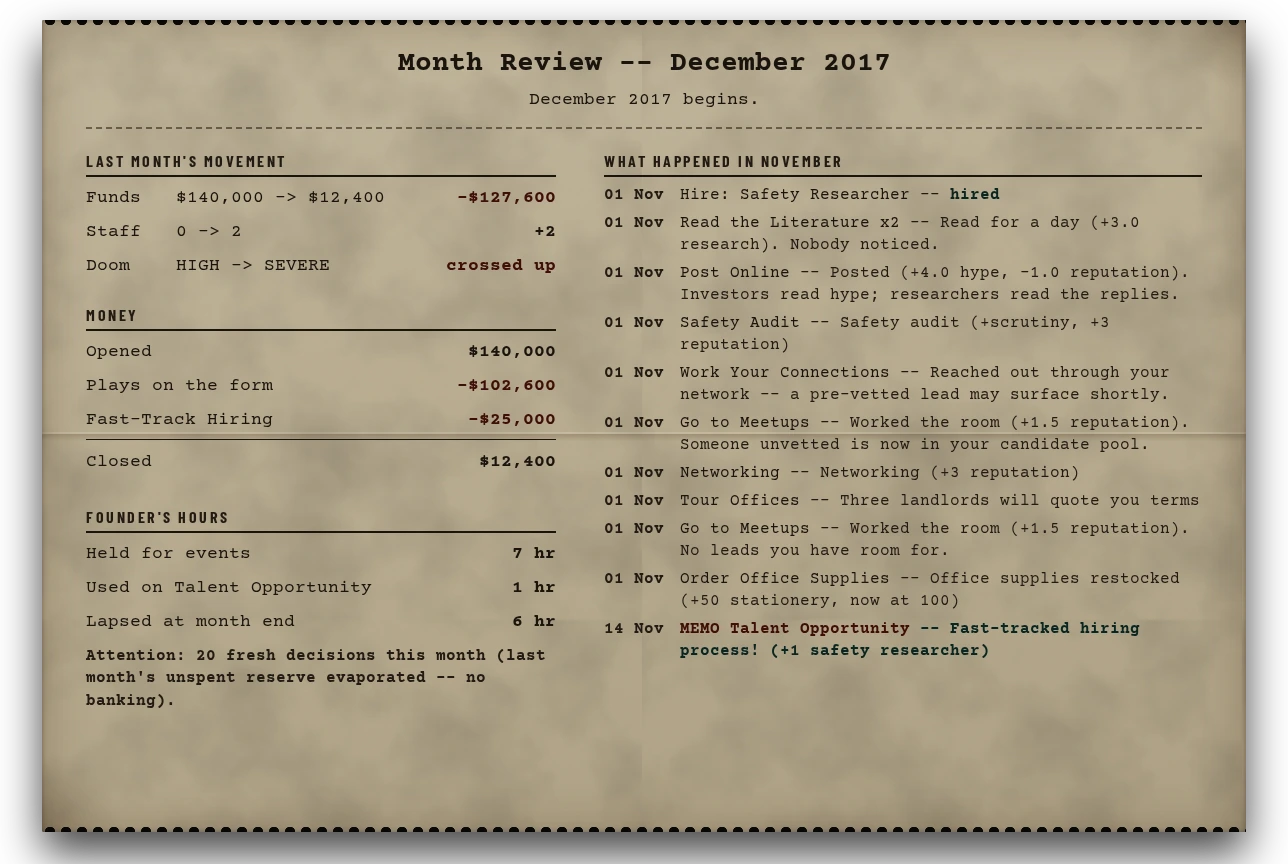 Month Review -- December 2017
December 2017 begins.
LAST MONTH'S MOVEMENT
Funds $140,000 -> $12,400 -$127,600
Staff 0 -> 2 +2
Doom HIGH -> SEVERE crossed up
MONEY
Opened $140,000
Plays on the form -$102,600
Fast-Track Hiring -$25,000
Closed $12,400
FOUNDER'S HOURS
Held for events 7 hr
Used on Talent Opportunity 1 hr
Lapsed at month end 6 hr
Attention: 20 fresh decisions this month (last
month's unspent reserve evaporated -- no
banking).
WHAT HAPPENED IN NOVEMBER
01 Nov Hire: Safety Researcher -- hired
01 Nov Read the Literature x2 -- Read for a day (+3.0
research). Nobody noticed.
01 Nov Post Online -- Posted (+4.0 hype, -1.0 reputation).
Investors read hype; researchers read the replies.
01 Nov Safety Audit -- Safety audit (+scrutiny, +3
reputation)
01 Nov Work Your Connections -- Reached out through your
network -- a pre-vetted lead may surface shortly.
01 Nov Go to Meetups -- Worked the room (+1.5 reputation).
Someone unvetted is now in your candidate pool.
01 Nov Networking -- Networking (+3 reputation)
01 Nov Tour Offices -- Three landlords will quote you terms
01 Nov Go to Meetups -- Worked the room (+1.5 reputation).
No leads you have room for.
01 Nov Order Office Supplies -- Office supplies restocked
(+50 stationery, now at 100)
14 Nov MEMO Talent Opportunity -- Fast-tracked hiring
process! (+1 safety researcher)